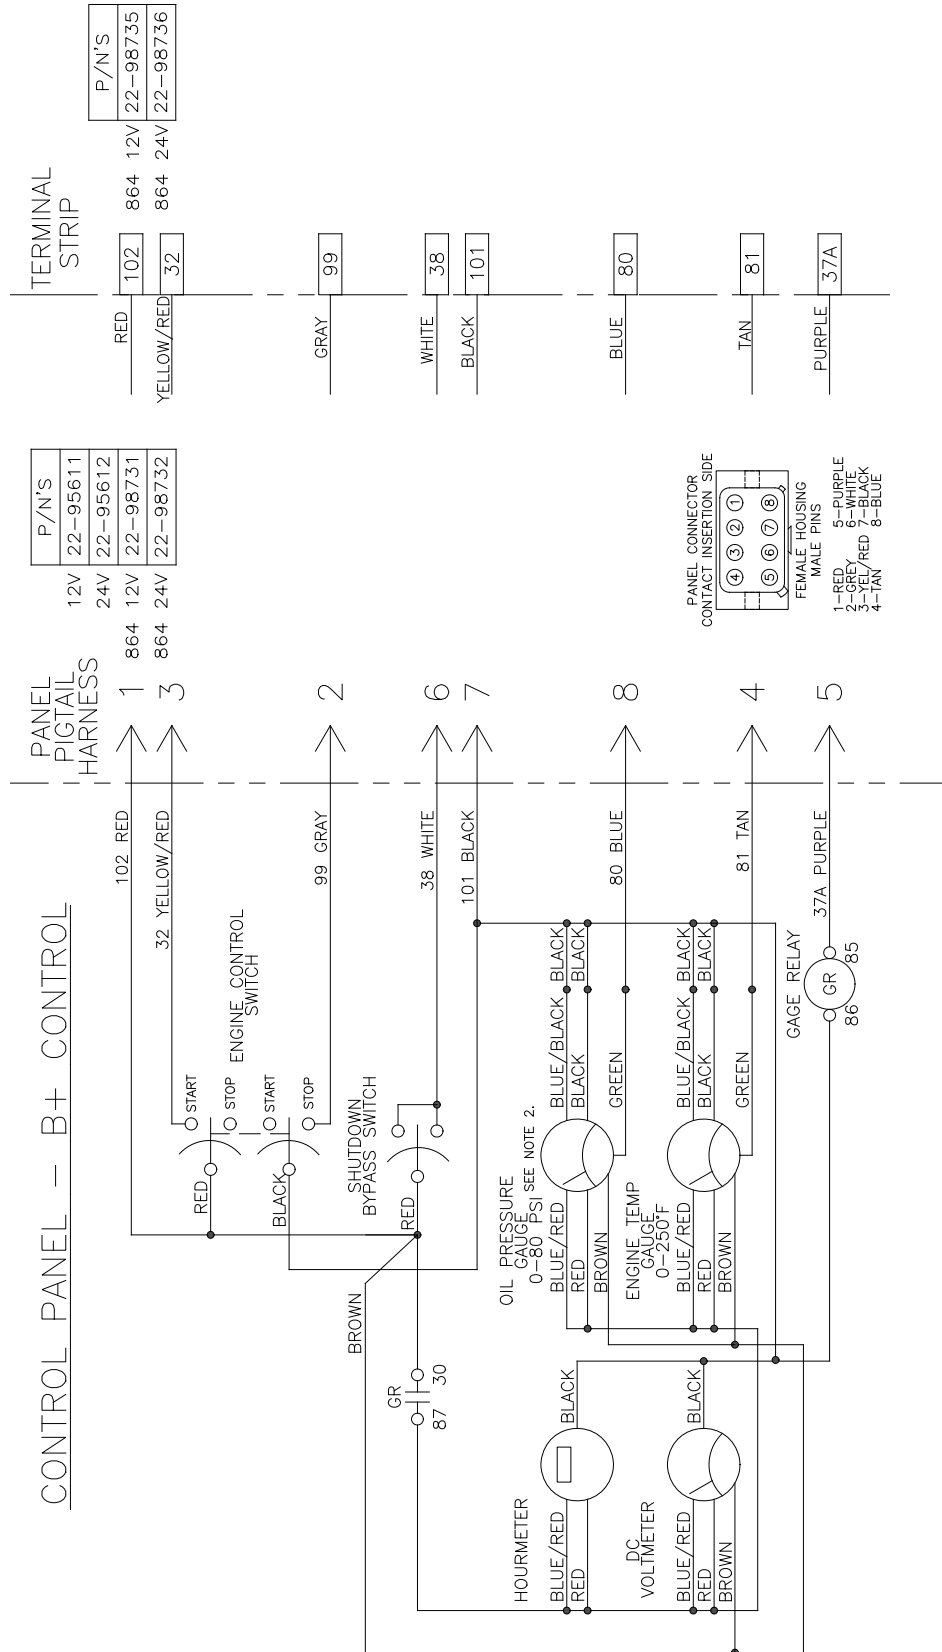 CONTROL PANEL - B+ CONTROL
PANEL
PIGTAIL
HARNESS
TERMINAL
STRIP
P/N'S
12V 22-95611
24V 22-95612
864 12V 22-98731
864 24V 22-98732
P/N'S
864 12V 22-98735
864 24V 22-98736
102 RED
1
RED
102
32 YELLOW/RED
3
YELLOW/RED
32
START
STOP
ENGINE CONTROL
SWITCH
START
STOP
RED
BLACK
99 GRAY
2
GRAY
99
SHUTDOWN
BYPASS SWITCH
RED
38 WHITE
6
WHITE
38
101 BLACK
7
BLACK
101
BROWN
GR
87
30
OIL PRESSURE
GAUGE
0-80 PSI SEE NOTE 2.
BLUE/RED
RED
BROWN
BLUE/BLACK
BLACK
GREEN
BLACK
BLACK
80 BLUE
8
BLUE
80
ENGINE TEMP
GAUGE
0-250°F
BLUE/RED
RED
BROWN
BLUE/BLACK
BLACK
GREEN
BLACK
BLACK
81 TAN
4
TAN
81
GAGE RELAY
GR
86
85
37A PURPLE
5
PURPLE
37A
HOURMETER
BLUE/RED
RED
BLACK
DC
VOLTMETER
BLUE/RED
RED
BROWN
BLACK
PANEL CONNECTOR
CONTACT INSERTION SIDE
4 3 2 1
5 6 7 8
FEMALE HOUSING
MALE PINS
1-RED 5-PURPLE
2-GREY 6-WHITE
3-YEL/RED 7-BLACK
4-TAN 8-BLUE